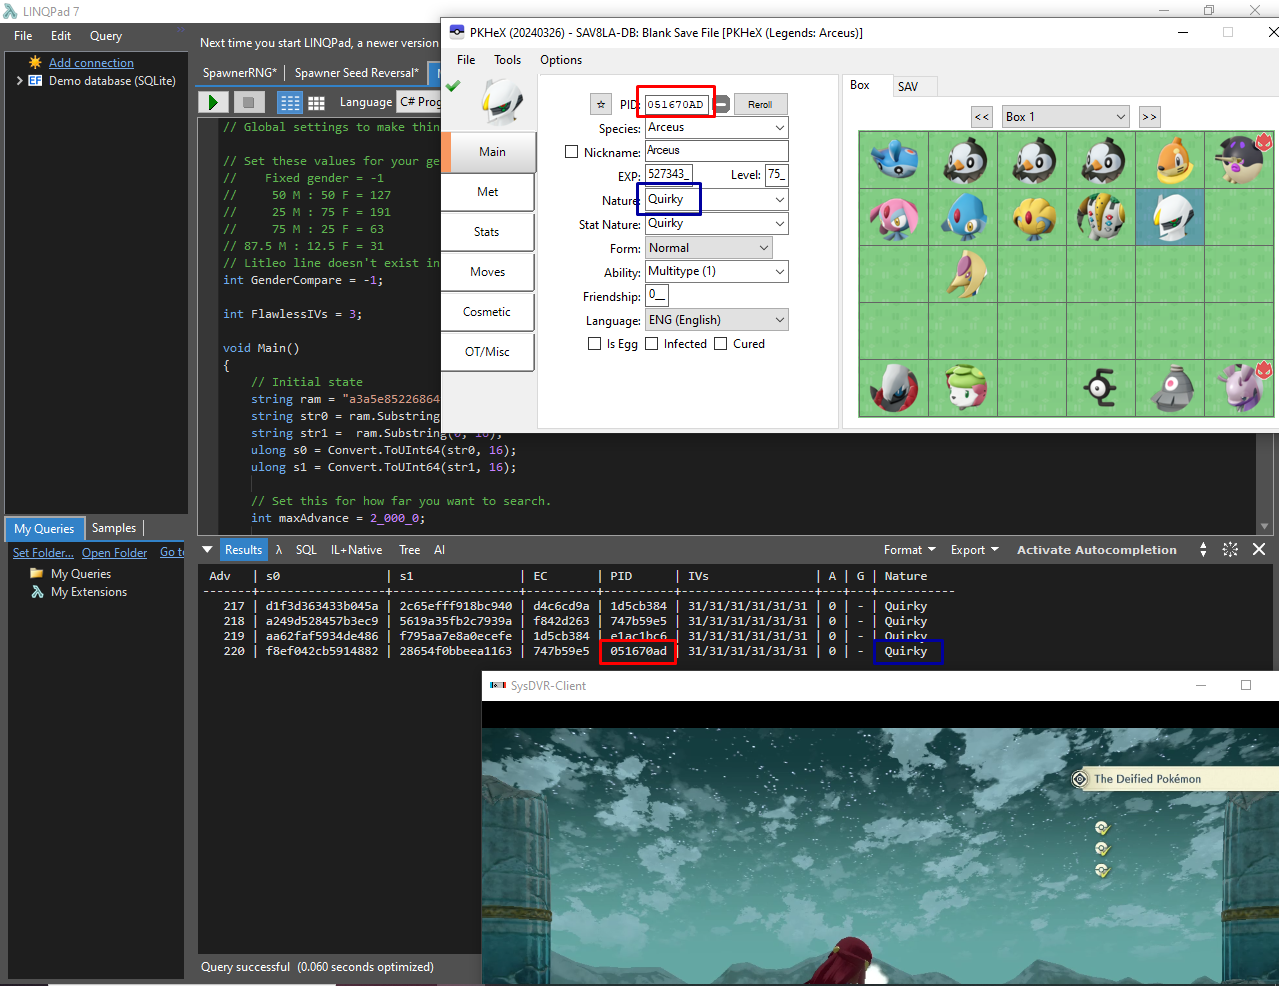 LINQPad 7
File Edit Query
Add connection
Demo database (SQLite)
My Queries Samples
Set Folder... Open Folder Go to
My Queries
My Extensions
Next time you start LINQPad, a newer version
SpawnerRNG* Spawner Seed Reversal*
Language C# Prog
// Global settings to make thin
// Set these values for your ge
// Fixed gender = -1
// 50 M : 50 F = 127
// 25 M : 75 F = 191
// 75 M : 25 F = 63
// 87.5 M : 12.5 F = 31
// Litleo line doesn't exist in
int GenderCompare = -1;
int FlawlessIVs = 3;
void Main()
{
// Initial state
string ram = "a3a5e85226864
string str0 = ram.Substring
string str1 = ram.Substring(0, 16);
ulong s0 = Convert.ToUInt64(str0, 16);
ulong s1 = Convert.ToUInt64(str1, 16);
// Set this for how far you want to search.
int maxAdvance = 2_000_0;
PKHeX (20240326) - SAV8LA-DB: Blank Save File [PKHeX (Legends: Arceus)]
File Tools Options
Main
Met
Stats
Moves
Cosmetic
OT/Misc
PID: 051670AD Reroll
Species: Arceus
Nickname: Arceus
EXP: 527343_ Level: 75_
Nature: Quirky
Stat Nature: Quirky
Form: Normal
Ability: Multitype (1)
Friendship: 0__
Language: ENG (English)
Is Egg Infected Cured
Box SAV
<< Box 1 >>
Results λ SQL IL+Native Tree AI Format Export Activate Autocompletion
Adv | s0 | s1 | EC | PID | IVs | A | G | Nature
217 | d1f3d363433b045a | 2c65efff918bc940 | d4c6cd9a | 1d5cb384 | 31/31/31/31/31/31 | 0 | - | Quirky
218 | a249d528457b3ec9 | 5619a35fb2c7939a | f842d263 | 747b59e5 | 31/31/31/31/31/31 | 0 | - | Quirky
219 | aa62faf5934de486 | f795aa7e8a0ecefe | 1d5cb384 | e1ac1bc6 | 31/31/31/31/31/31 | 0 | - | Quirky
220 | f8ef042cb5914882 | 28654f0bbeea1163 | 747b59e5 | 051670ad | 31/31/31/31/31/31 | 0 | - | Quirky
Query successful (0.060 seconds optimized)
SysDVR-Client
The Deified Pokémon